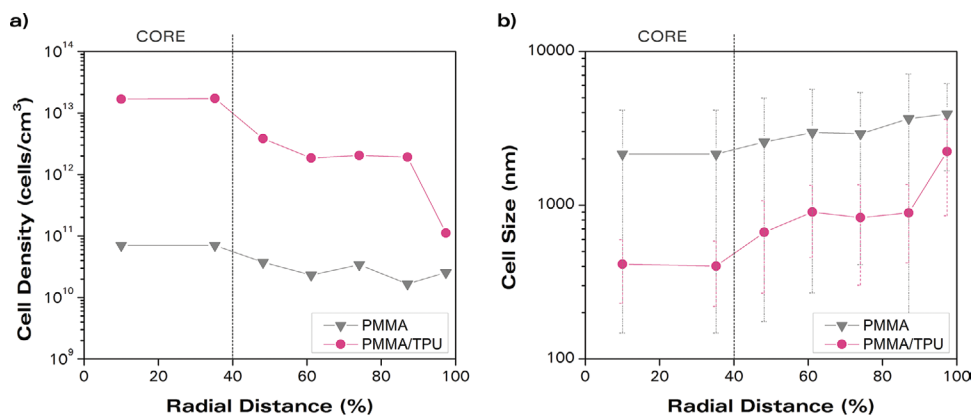 a)
CORE
10^14
10^13
10^12
10^11
10^10
10^9
Cell Density (cells/cm^3)
PMMA
PMMA/TPU
0 20 40 60 80 100
Radial Distance (%)
b)
CORE
10000
1000
100
Cell Size (nm)
PMMA
PMMA/TPU
0 20 40 60 80 100
Radial Distance (%)